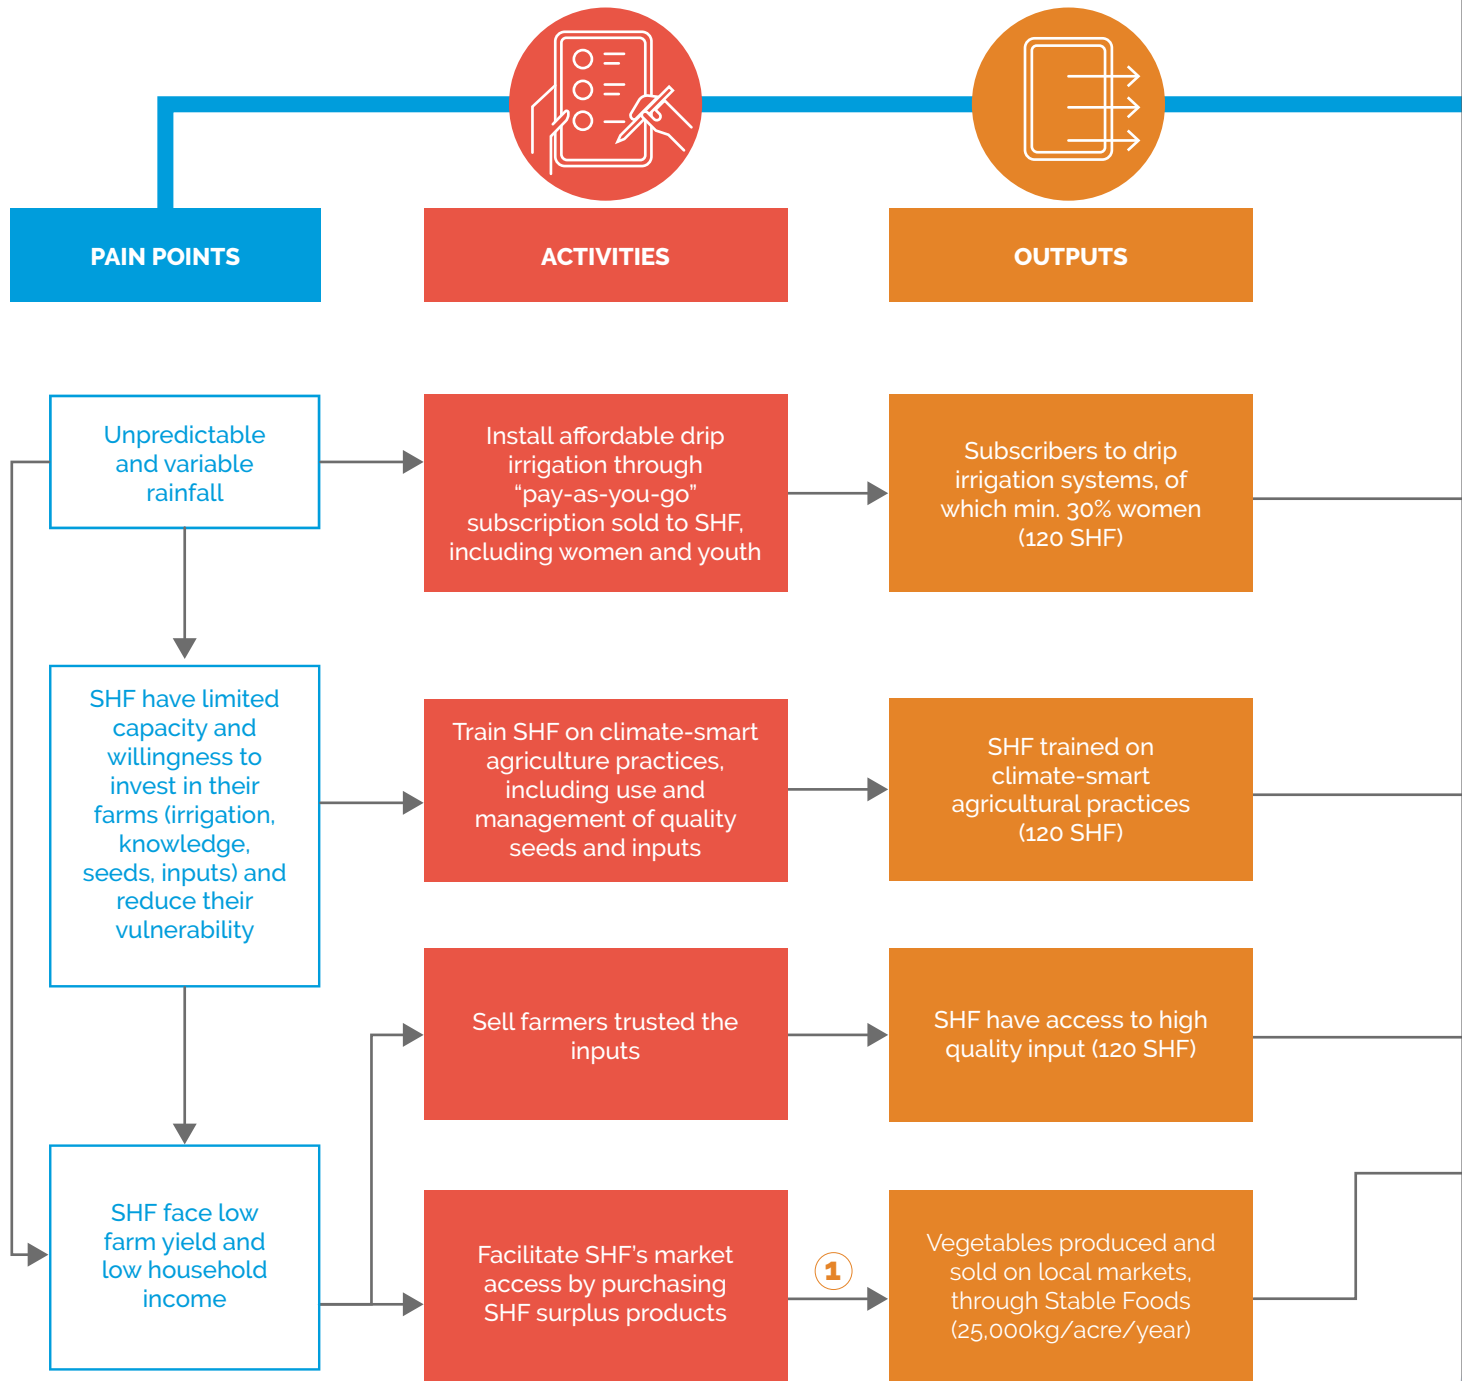 PAIN POINTS
ACTIVITIES
OUTPUTS
Unpredictable
and variable
rainfall
Install affordable drip
irrigation through
“pay-as-you-go”
subscription sold to SHF,
including women and youth
Subscribers to drip
irrigation systems, of
which min. 30% women
(120 SHF)
SHF have limited
capacity and
willingness to
invest in their
farms (irrigation,
knowledge,
seeds, inputs) and
reduce their
vulnerability
Train SHF on climate-smart
agriculture practices,
including use and
management of quality
seeds and inputs
SHF trained on
climate-smart
agricultural practices
(120 SHF)
Sell farmers trusted the
inputs
SHF have access to high
quality input (120 SHF)
SHF face low
farm yield and
low household
income
Facilitate SHF’s market
access by purchasing
SHF surplus products
1
Vegetables produced and
sold on local markets,
through Stable Foods
(25,000kg/acre/year)